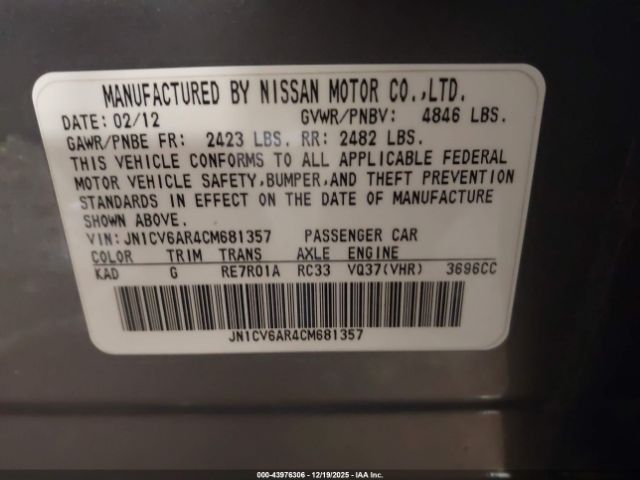 MANUFACTURED BY NISSAN MOTOR CO.,LTD.
DATE: 02/12 GVWR/PNBV: 4846 LBS.
GAWR/PNBE FR: 2423 LBS. RR: 2482 LBS.
THIS VEHICLE CONFORMS TO ALL APPLICABLE FEDERAL
MOTOR VEHICLE SAFETY,BUMPER,AND THEFT PREVENTION
STANDARDS IN EFFECT ON THE DATE OF MANUFACTURE
SHOWN ABOVE.
VIN: JN1CV6AR4CM681357 PASSENGER CAR
COLOR TRIM TRANS AXLE ENGINE
KAD G RE7R01A RC33 VQ37(VHR) 3696CC
JN1CV6AR4CM681357
000-43976306 - 12/19/2025 - IAA Inc.